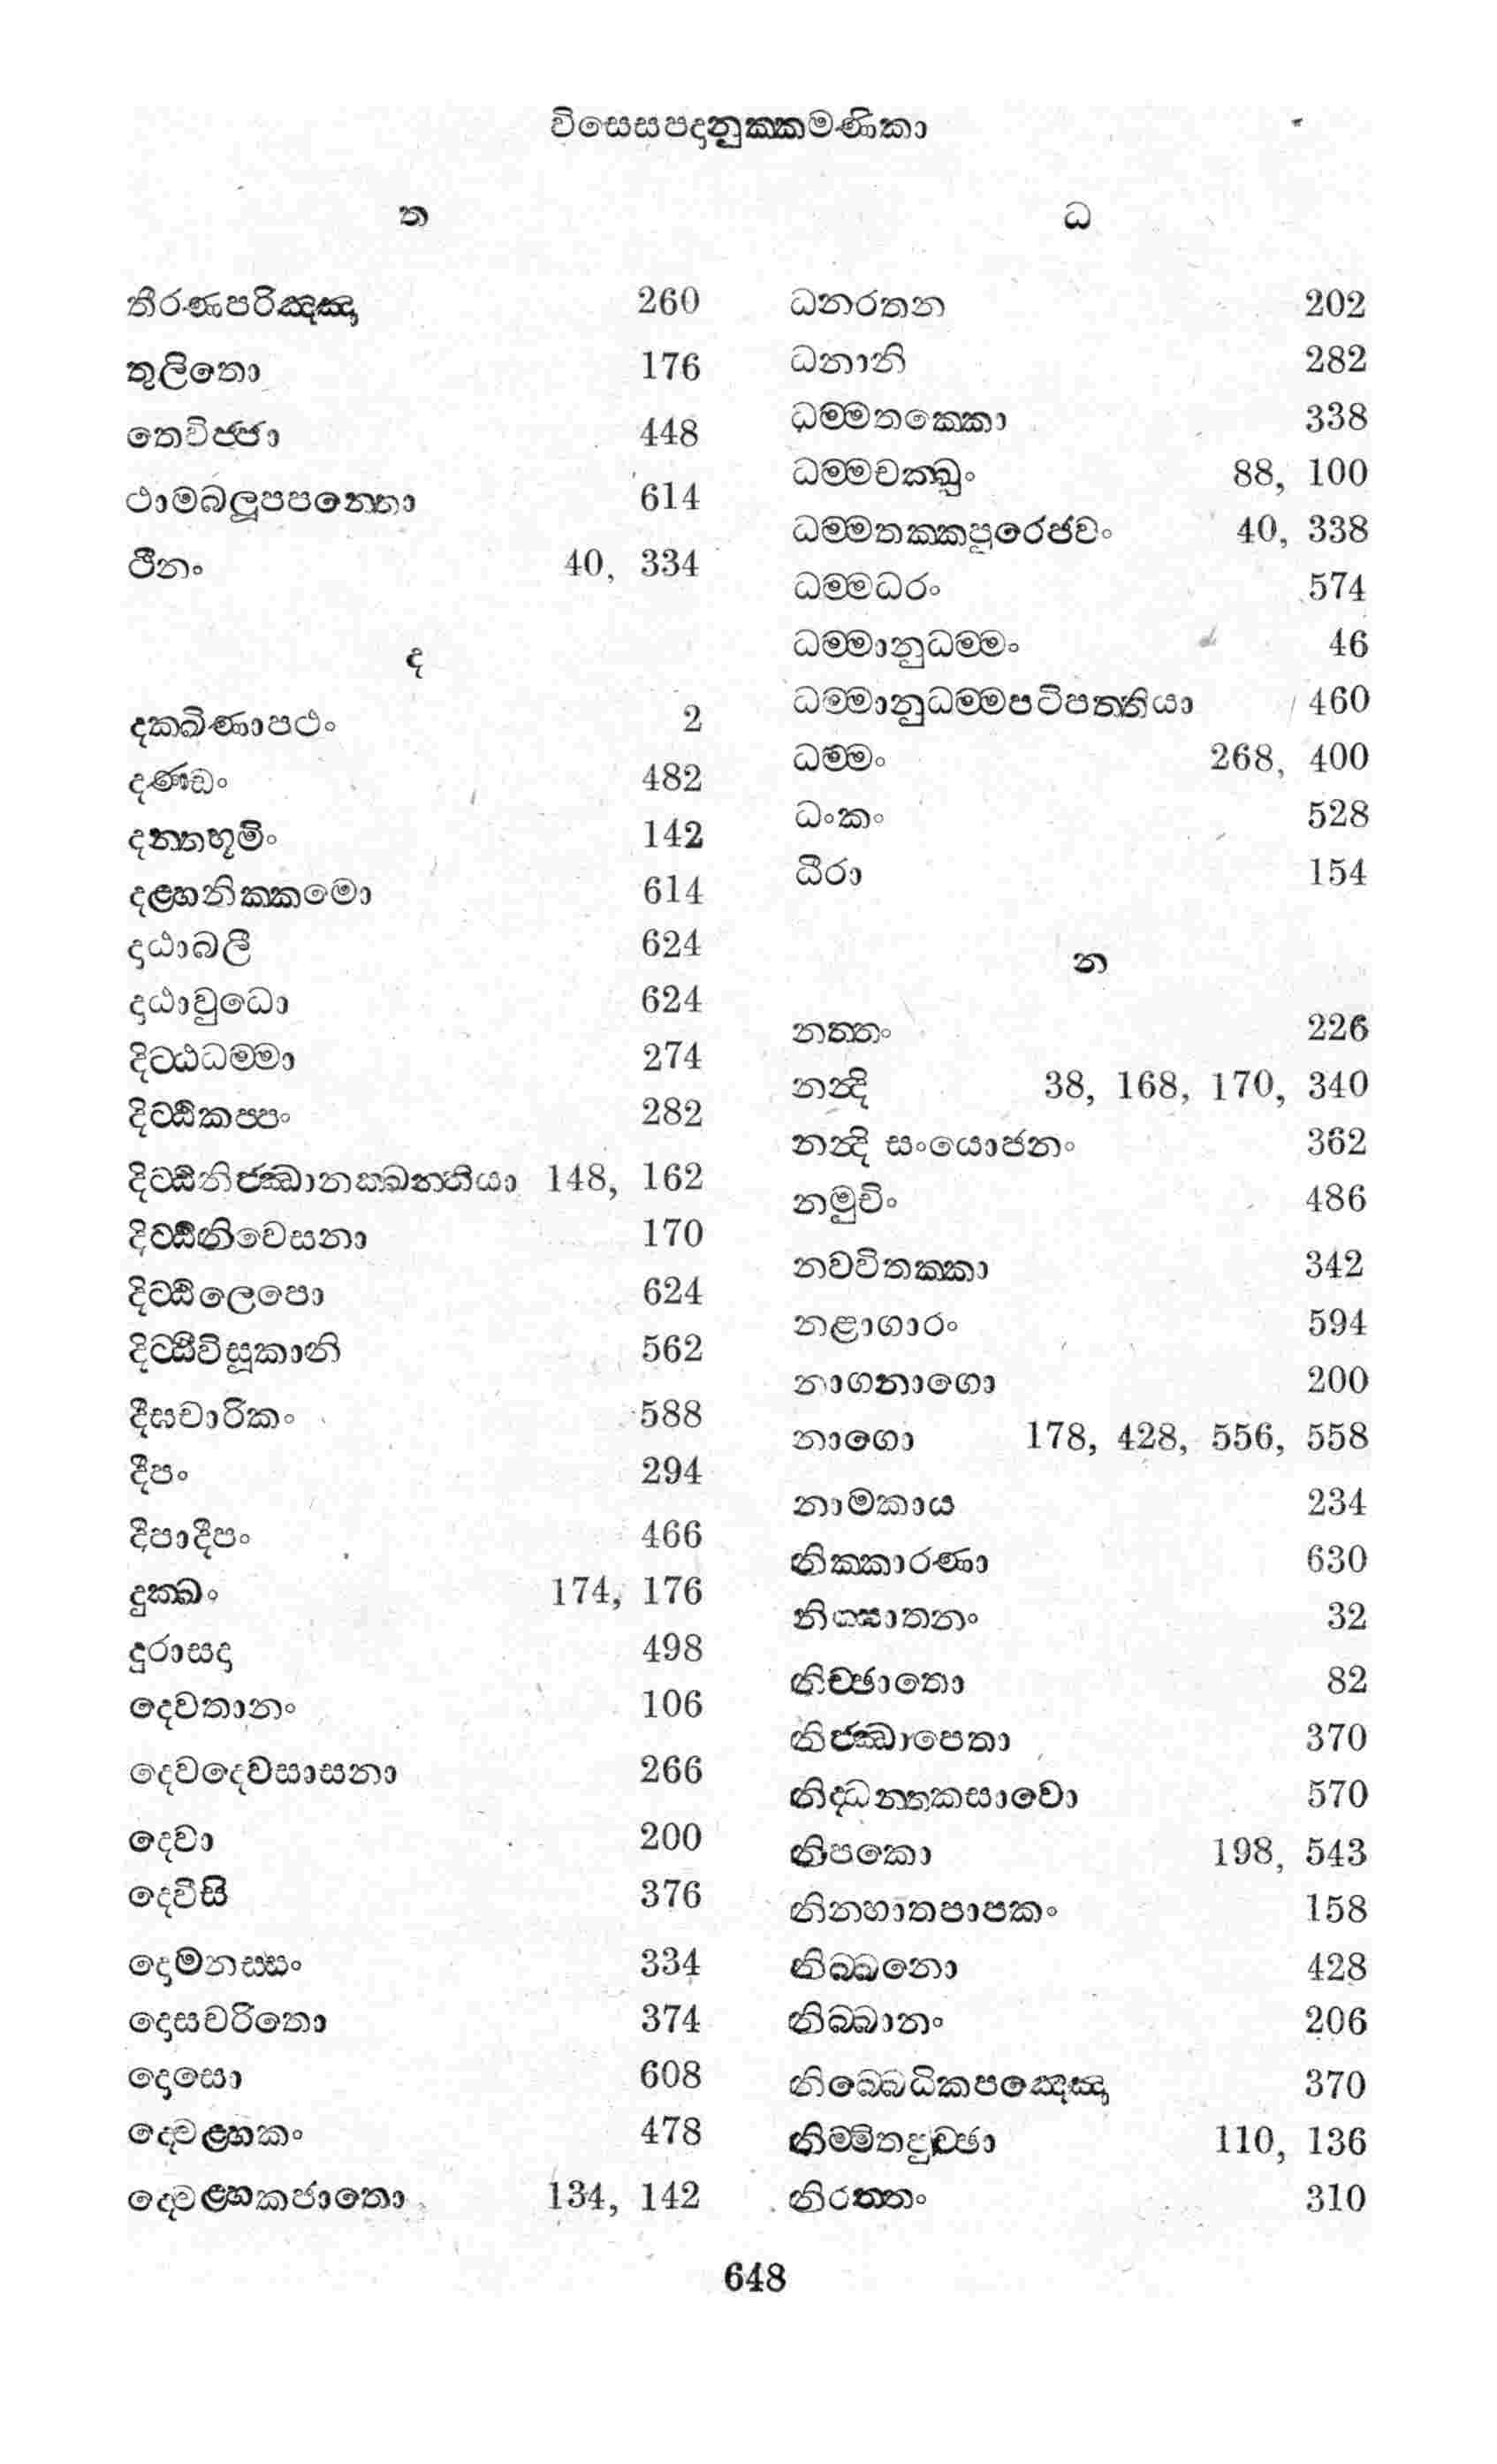 විසෙසපදානුක්කමණිකා
ත
තීරණපරිඤ්ඤා 260
තුලිතො 176
තෙවිජ්ජා 448
ථාමබලූපපන්නො 614
ථීනං 40, 334
ද
දක්ඛිණාපථං 2
දණ්ඩං 482
දන්තභූමිං 142
දළ්හනික්කමො 614
දාඨාබලී 624
දාඨාවුධො 624
දිට්ඨධම්මා 274
දිට්ඨිකප්පං 282
දිට්ඨිනිජ්ඣානක්ඛන්තියා 148, 162
දිට්ඨිනිවෙසනා 170
දිට්ඨිලෙපො 624
දිට්ඨීවිසූකානි 562
දීඝචාරිකං 588
දීපං 294
දීපාදීපං 466
දුක්ඛං 174, 176
දුරාසදා 498
දෙවතානං 106
දෙවදෙවසාසනා 266
දෙවා 200
දෙවීසි 376
දොමනස්සං 334
දොසචරිතො 374
දොසො 608
ද්වෙළ්හකං 478
ද්වෙළ්හකජාතො 134, 142
ධ
ධනරතන 202
ධනානි 282
ධම්මතක්කො 338
ධම්මචක්ඛුං 88, 100
ධම්මතක්කපුරෙජවං 40, 338
ධම්මධරං 574
ධම්මානුධම්මං 46
ධම්මානුධම්මපටිපත්තියා 460
ධම්මං 268, 400
ධංකං 528
ධීරා 154
න
නත්තං 226
නන්දි 38, 168, 170, 340
නන්දි සංයොජනං 362
නමුචිං 486
නවවිතක්කා 342
නළාගාරං 594
නාගනාගො 200
නාගො 178, 428, 556, 558
නාමකාය 234
නික්කාරණා 630
නිග්ඝාතනං 32
නිච්ඡාතො 82
නිජ්ඣාපෙතා 370
නිද්ධන්තකසාවො 570
නිපකො 198, 543
නින්හාතපාපකං 158
නිබ්බනො 428
නිබ්බානං 206
නිබ්බෙධිකපඤ්ඤො 370
නිම්මිතපුච්ඡා 110, 136
නිරත්තං 310
648